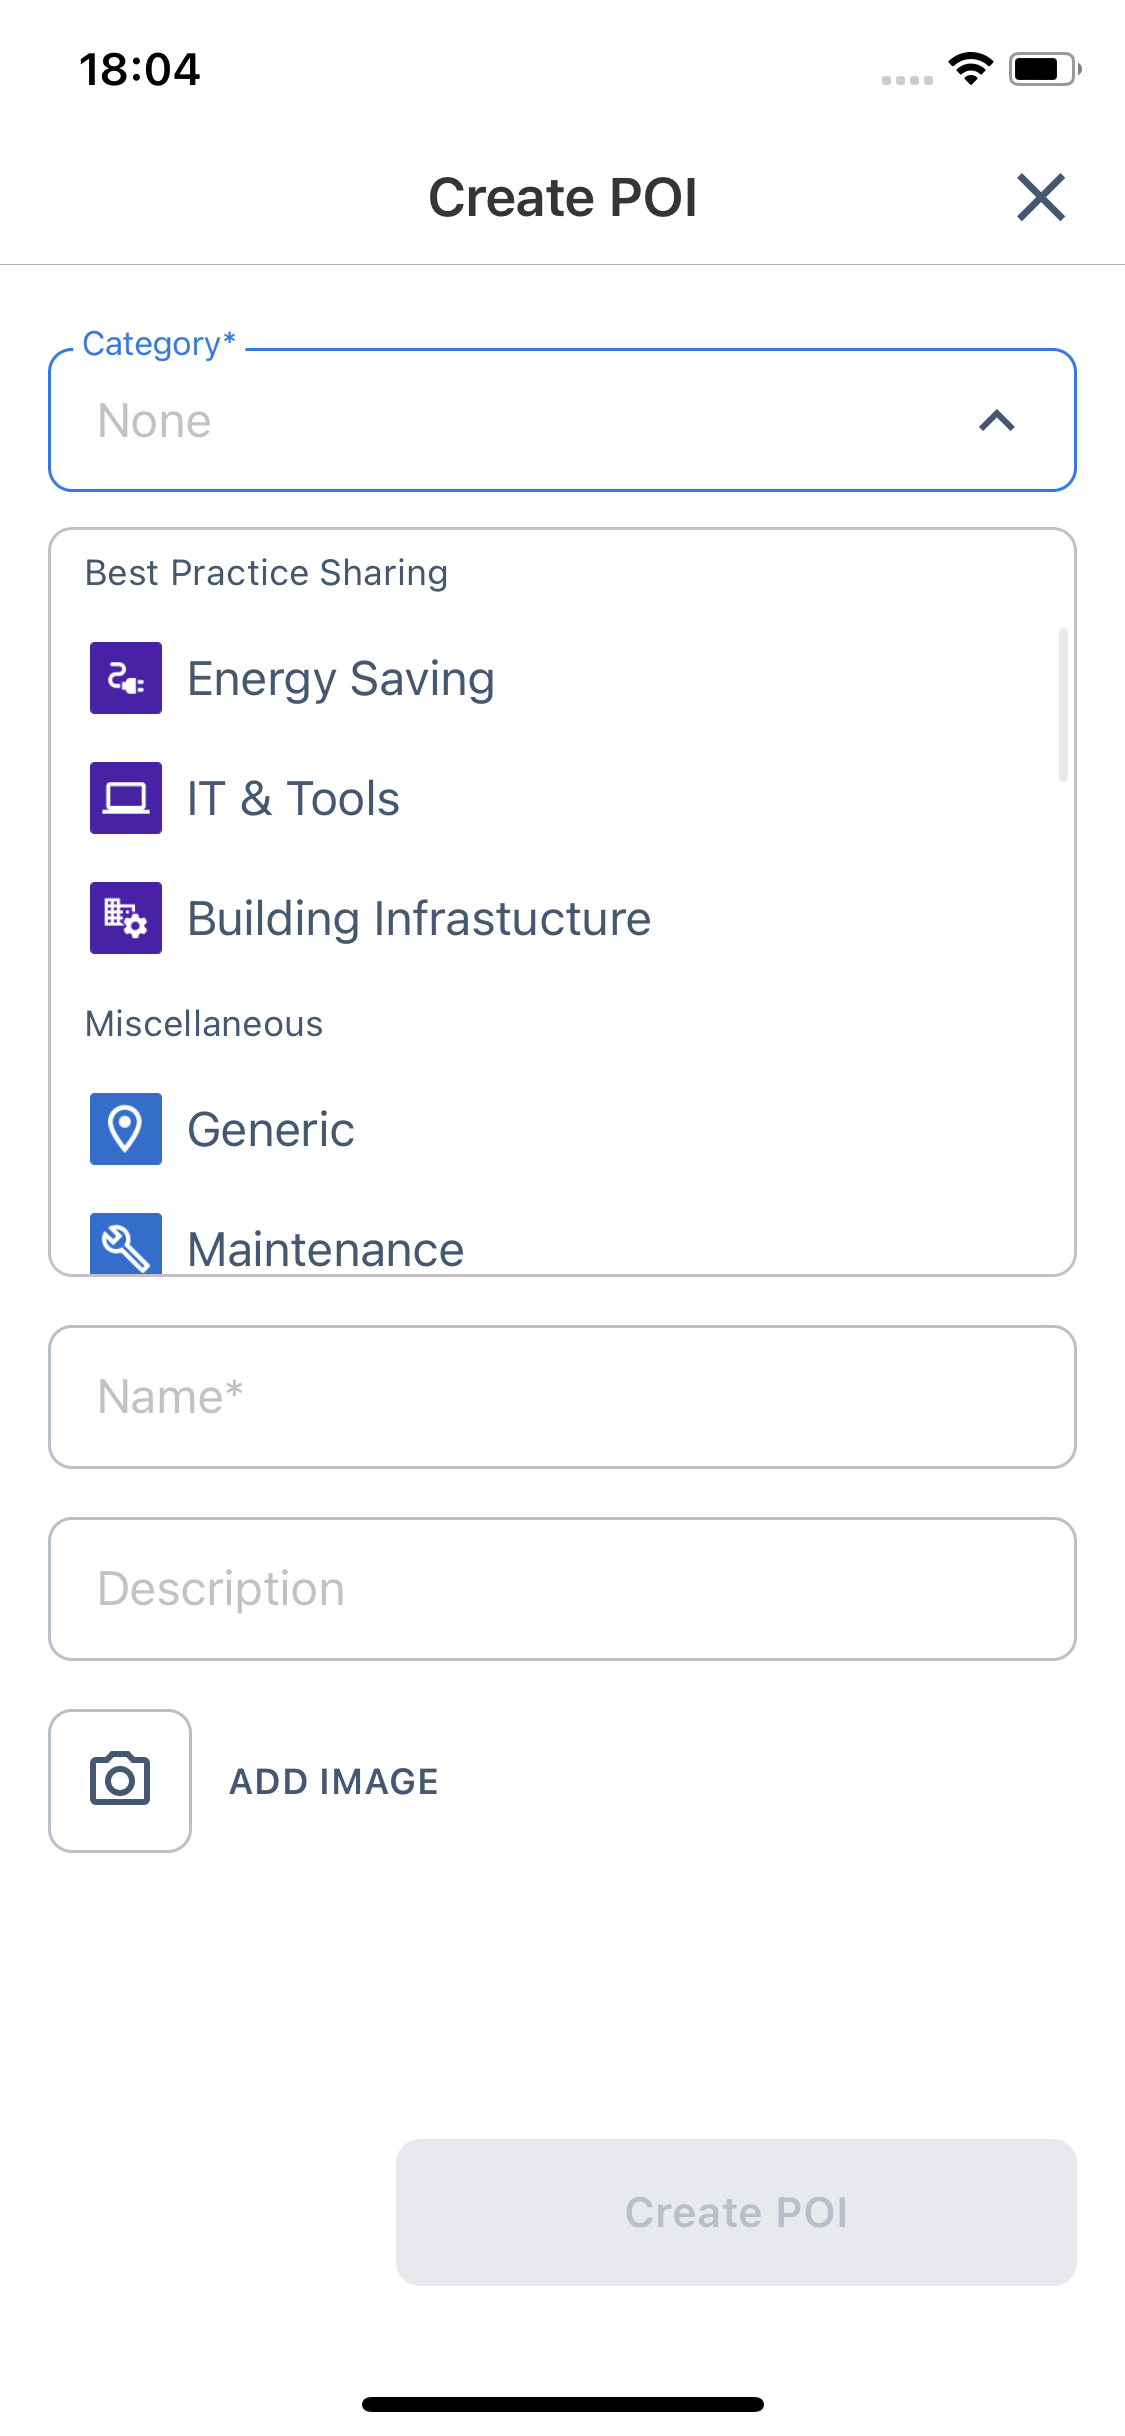 18:04
Create POI
Category*
None
Best Practice Sharing
Energy Saving
IT & Tools
Building Infrastucture
Miscellaneous
Generic
Maintenance
Name*
Description
ADD IMAGE
Create POI